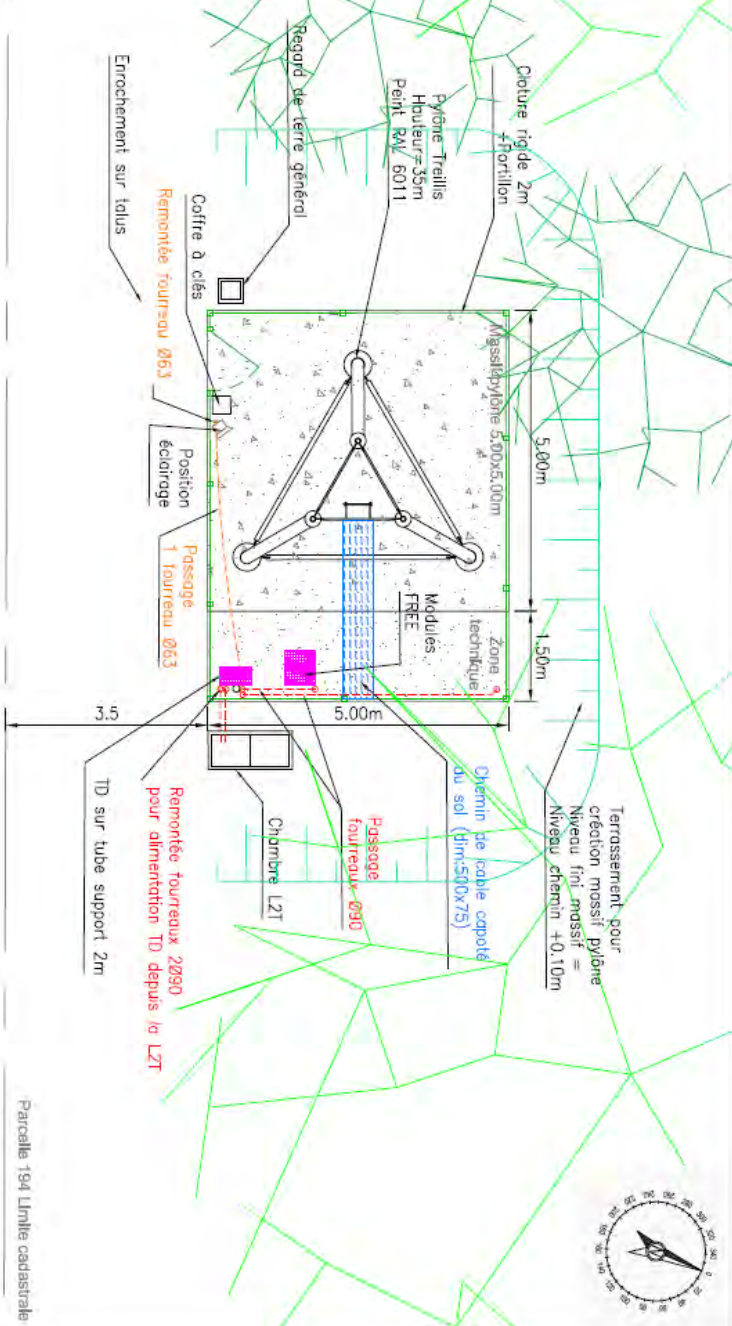 Regard de terre général
Cloture rigide 2m
+Portillon
Pylône Treillis
Hauteur=35m
Peint RAL 6011
Enrochement sur talus
Remontée fourreau Ø63
Coffre à clés
Massif pylône 5.00x5.00m
5.00m
1.50m
Position
éclairage
Passage
1 fourreau Ø63
Modules
FREE
Zone
technique
3.5
5.00m
TD sur tube support 2m
Remontée fourreaux 2Ø90
pour alimentation TD depuis la L2T
Chambre L2T
Passage
fourreaux Ø90
Chemin de cable capoté
du sol (dim:500x75)
Terrassement pour
création massif pylône
Niveau fini massif =
Niveau chemin +0.10m
Parcelle 194 Limite cadastrale